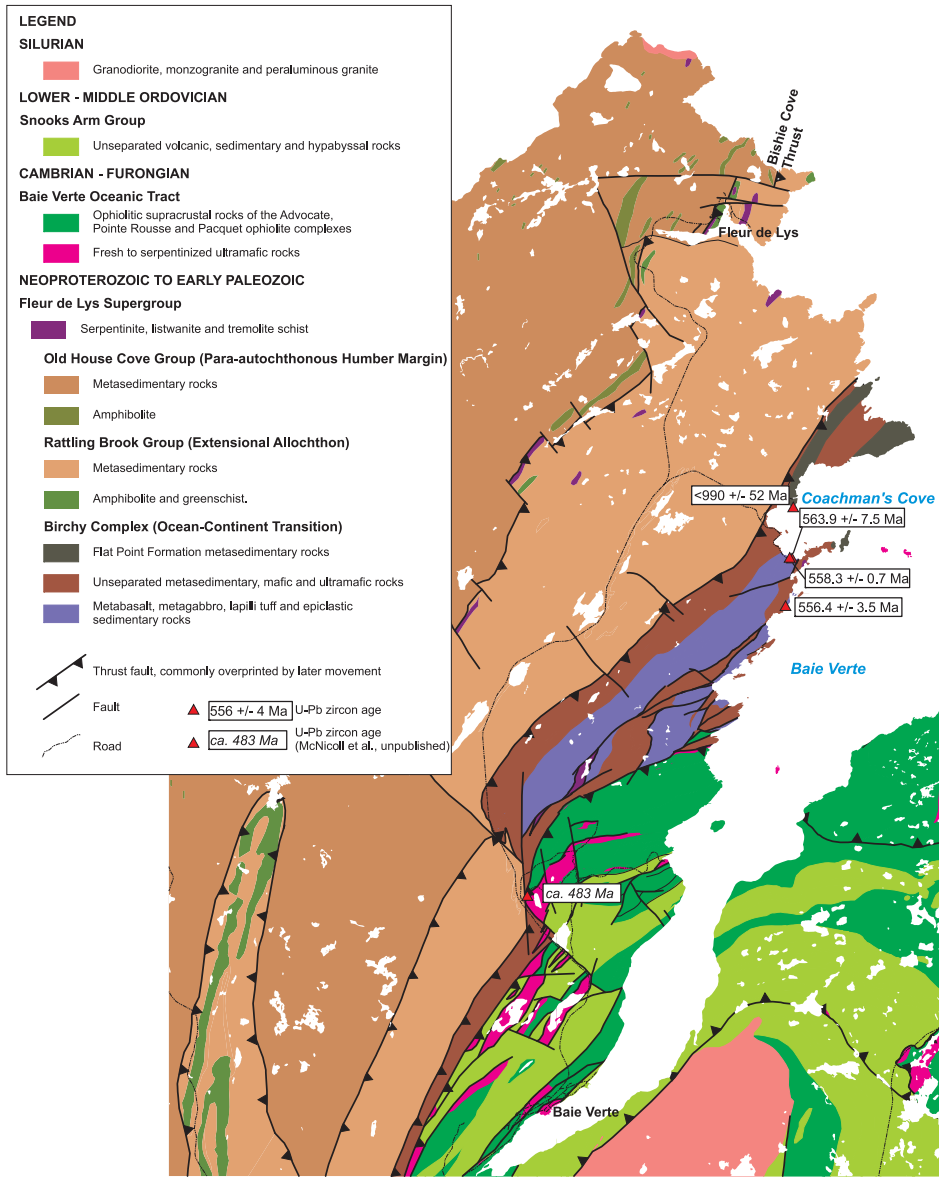 LEGEND
SILURIAN
Granodiorite, monzogranite and peraluminous granite
LOWER - MIDDLE ORDOVICIAN
Snooks Arm Group
Unseparated volcanic, sedimentary and hypabyssal rocks
CAMBRIAN - FURONGIAN
Baie Verte Oceanic Tract
Ophiolitic supracrustal rocks of the Advocate,
Pointe Rousse and Pacquet ophiolite complexes
Fresh to serpentinized ultramafic rocks
NEOPROTEROZOIC TO EARLY PALEOZOIC
Fleur de Lys Supergroup
Serpentinite, listwanite and tremolite schist
Old House Cove Group (Para-autochthonous Humber Margin)
Metasedimentary rocks
Amphibolite
Rattling Brook Group (Extensional Allochthon)
Metasedimentary rocks
Amphibolite and greenschist.
Birchy Complex (Ocean-Continent Transition)
Flat Point Formation metasedimentary rocks
Unseparated metasedimentary, mafic and ultramafic rocks
Metabasalt, metagabbro, lapilli tuff and epiclastic
sedimentary rocks
Thrust fault, commonly overprinted by later movement
Fault
556 +/- 4 Ma
U-Pb zircon age
Road
ca. 483 Ma
U-Pb zircon age
(McNicoll et al., unpublished)
Bishie Cove
Thrust
Fleur de Lys
<990 +/- 52 Ma
Coachman's Cove
563.9 +/- 7.5 Ma
558.3 +/- 0.7 Ma
556.4 +/- 3.5 Ma
Baie Verte
ca. 483 Ma
Baie Verte